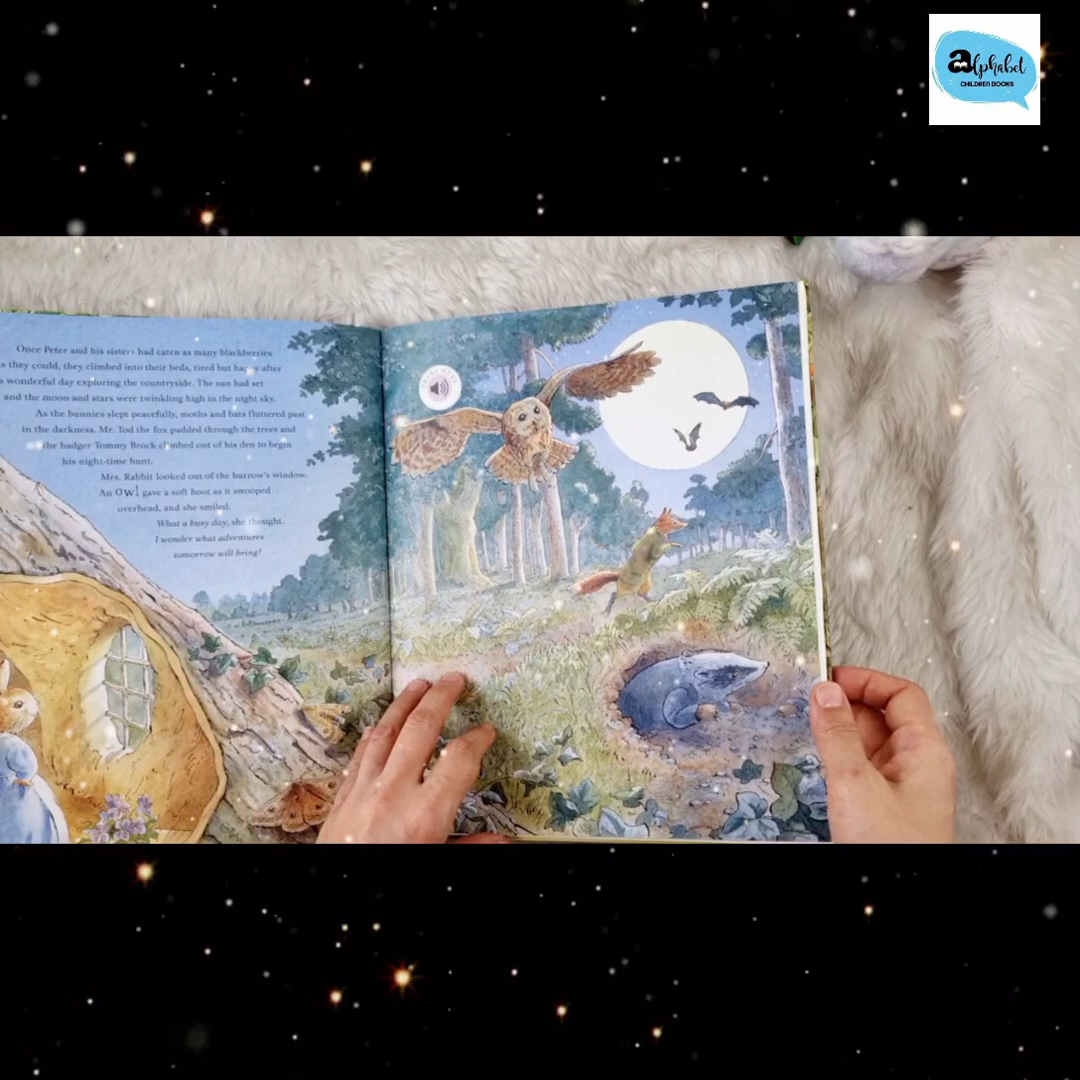 alphabet
CHILDREN BOOKS
Once Peter and his sisters had eaten as many blackberries
s they could, they climbed into their beds, tired but happy after
a wonderful day exploring the countryside. The sun had set
and the moon and stars were twinkling high in the night sky.
As the bunnies slept peacefully, moths and bats fluttered past
in the darkness. Mr. Tod the fox padded through the trees and
the badger Tommy Brock climbed out of his den to begin
his night-time hunt.
Mrs. Rabbit looked out of the burrow's window.
An owl gave a soft hoot as it swooped
overhead, and she smiled.
What a busy day, she thought.
I wonder what adventures
tomorrow will bring!